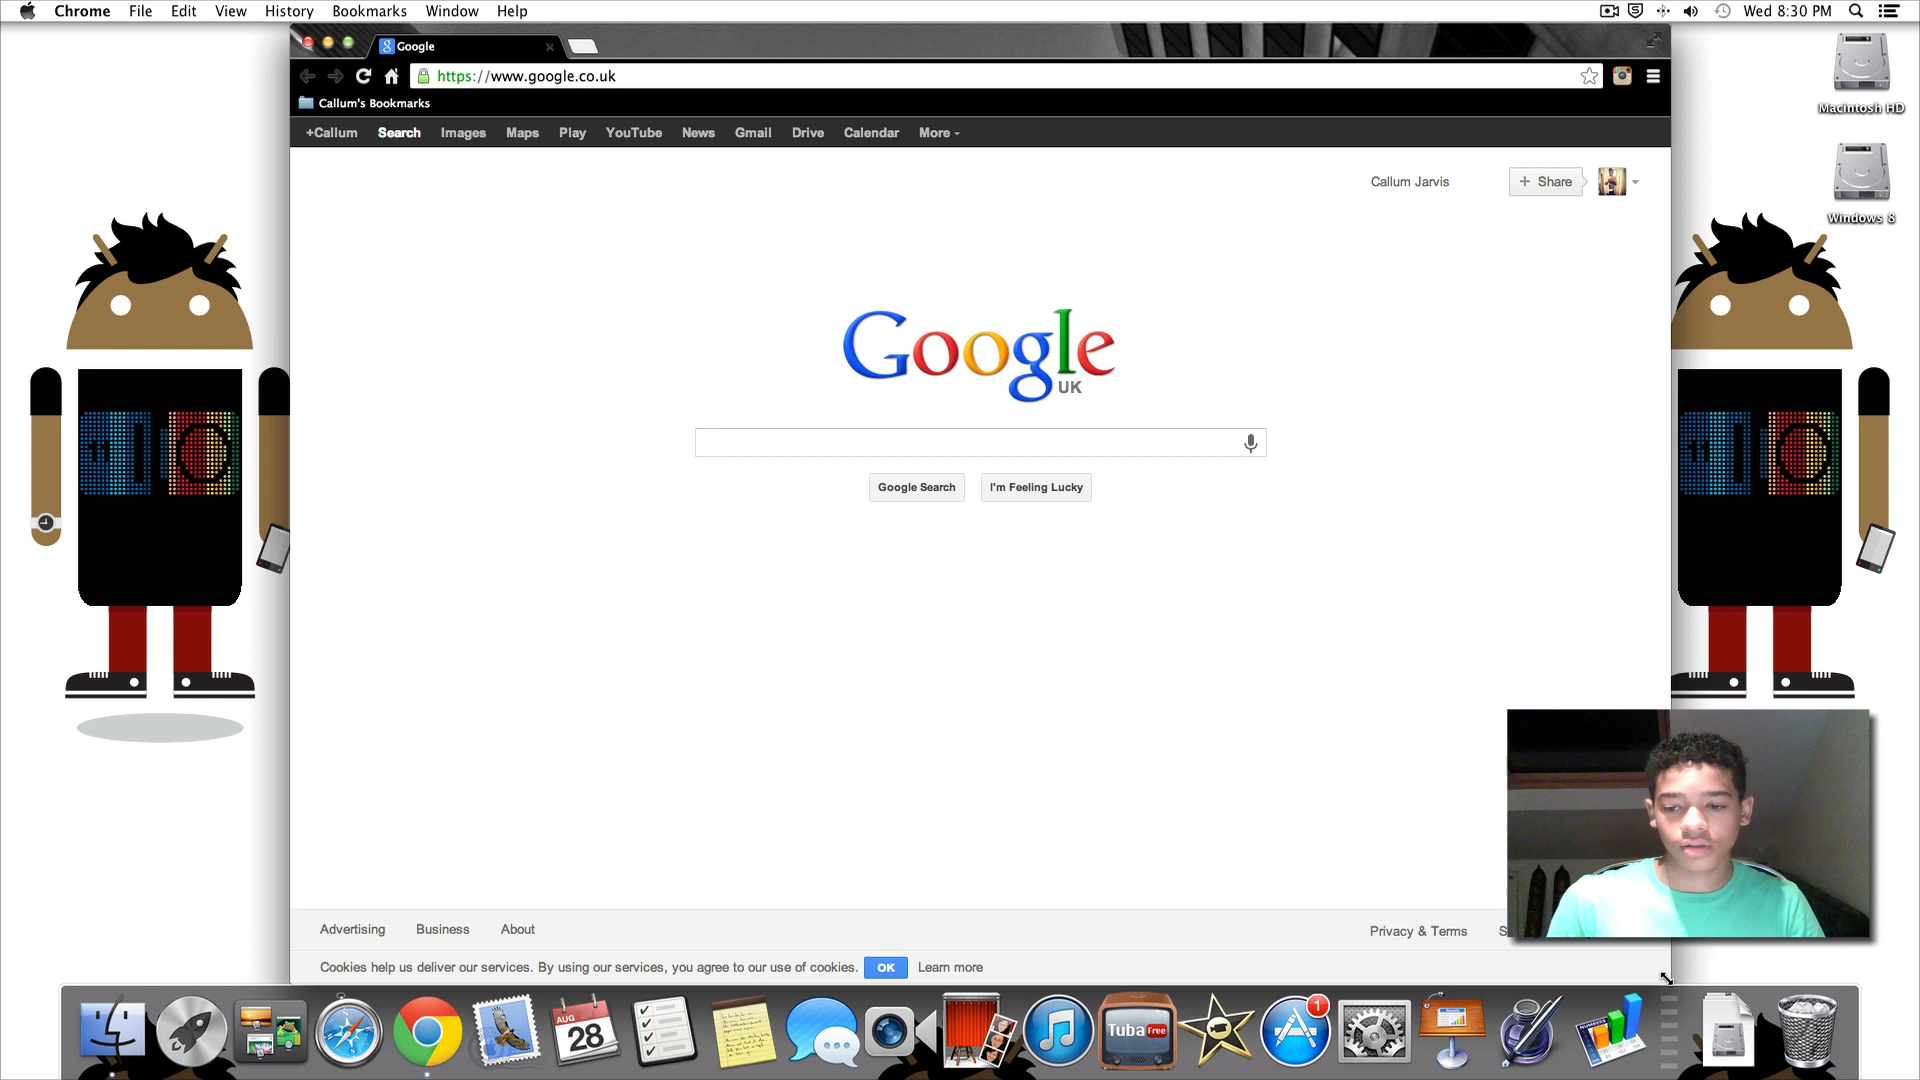 Chrome File Edit View History Bookmarks Window Help Wed 8:30 PM
Google
https://www.google.co.uk
Callum's Bookmarks
+Callum Search Images Maps Play YouTube News Gmail Drive Calendar More
Callum Jarvis + Share
Macintosh HD
Windows 8
Google
UK
Google Search I'm Feeling Lucky
Advertising Business About Privacy & Terms S
Cookies help us deliver our services. By using our services, you agree to our use of cookies. OK Learn more
AUG
28
Tuba Free
1
NUMBERS